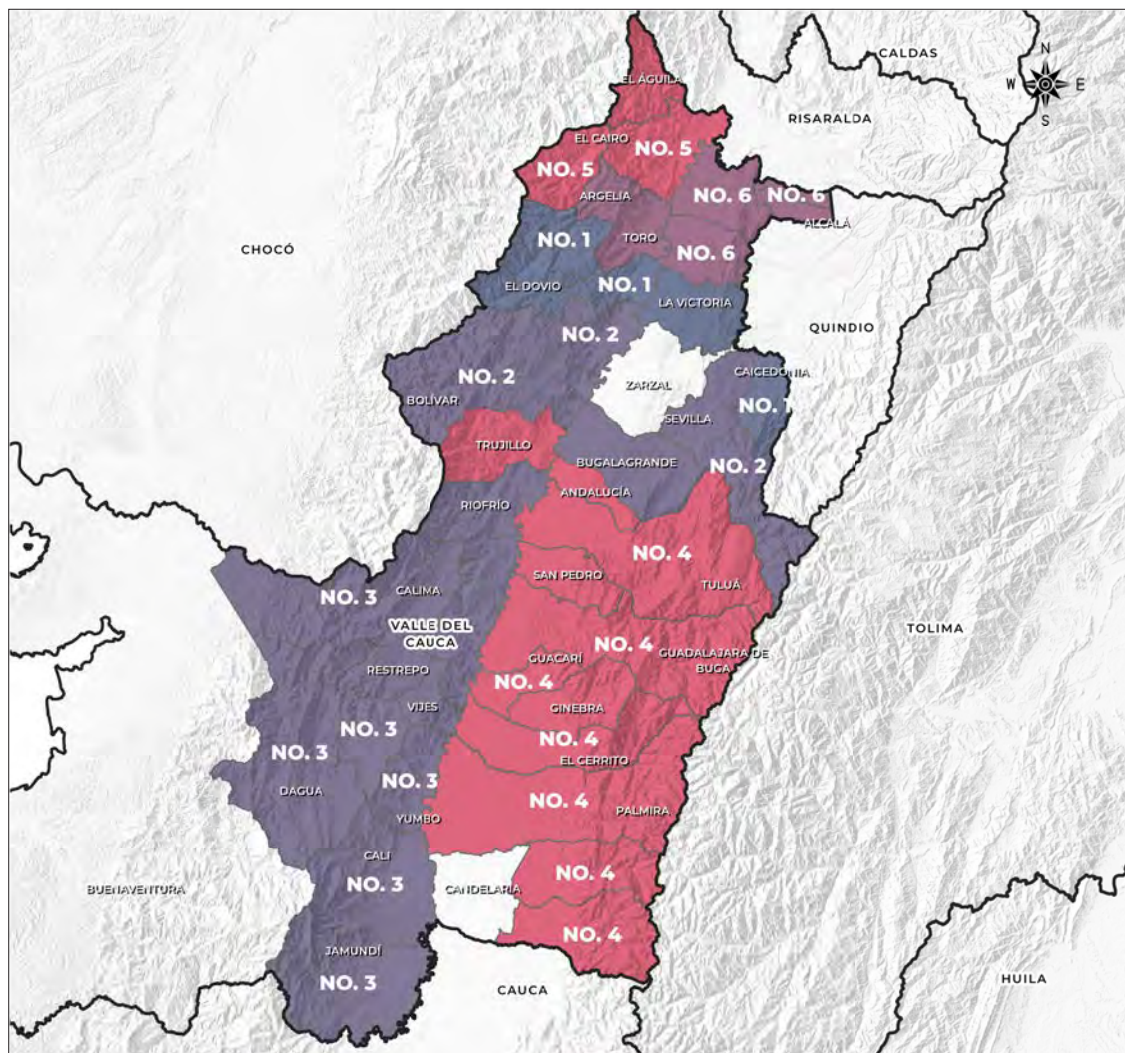 CALDAS
N
W E
S
EL ÁGUILA
RISARALDA
EL CAIRO
NO. 5
NO. 5
ARGELIA
NO. 6
NO. 6
ALCALÁ
CHOCÓ
NO. 1
TORO
NO. 6
EL DOVIO
NO. 1
LA VICTORIA
QUINDIO
NO. 2
NO. 2
ZARZAL
CAICEDONIA
BOLÍVAR
NO. 1
SEVILLA
TRUJILLO
BUGALAGRANDE
NO. 2
ANDALUCÍA
RIOFRÍO
NO. 4
SAN PEDRO
TULUÁ
NO. 3
CALIMA
VALLE DEL
CAUCA
TOLIMA
NO. 4
GUADALAJARA DE
BUGA
GUACARÍ
RESTREPO
NO. 4
VIJES
GINEBRA
NO. 3
NO. 3
NO. 4
EL CERRITO
NO. 3
DAGUA
NO. 4
PALMIRA
YUMBO
CALI
NO. 3
NO. 4
BUENAVENTURA
CANDELARIA
NO. 4
JAMUNDÍ
NO. 3
CAUCA
HUILA